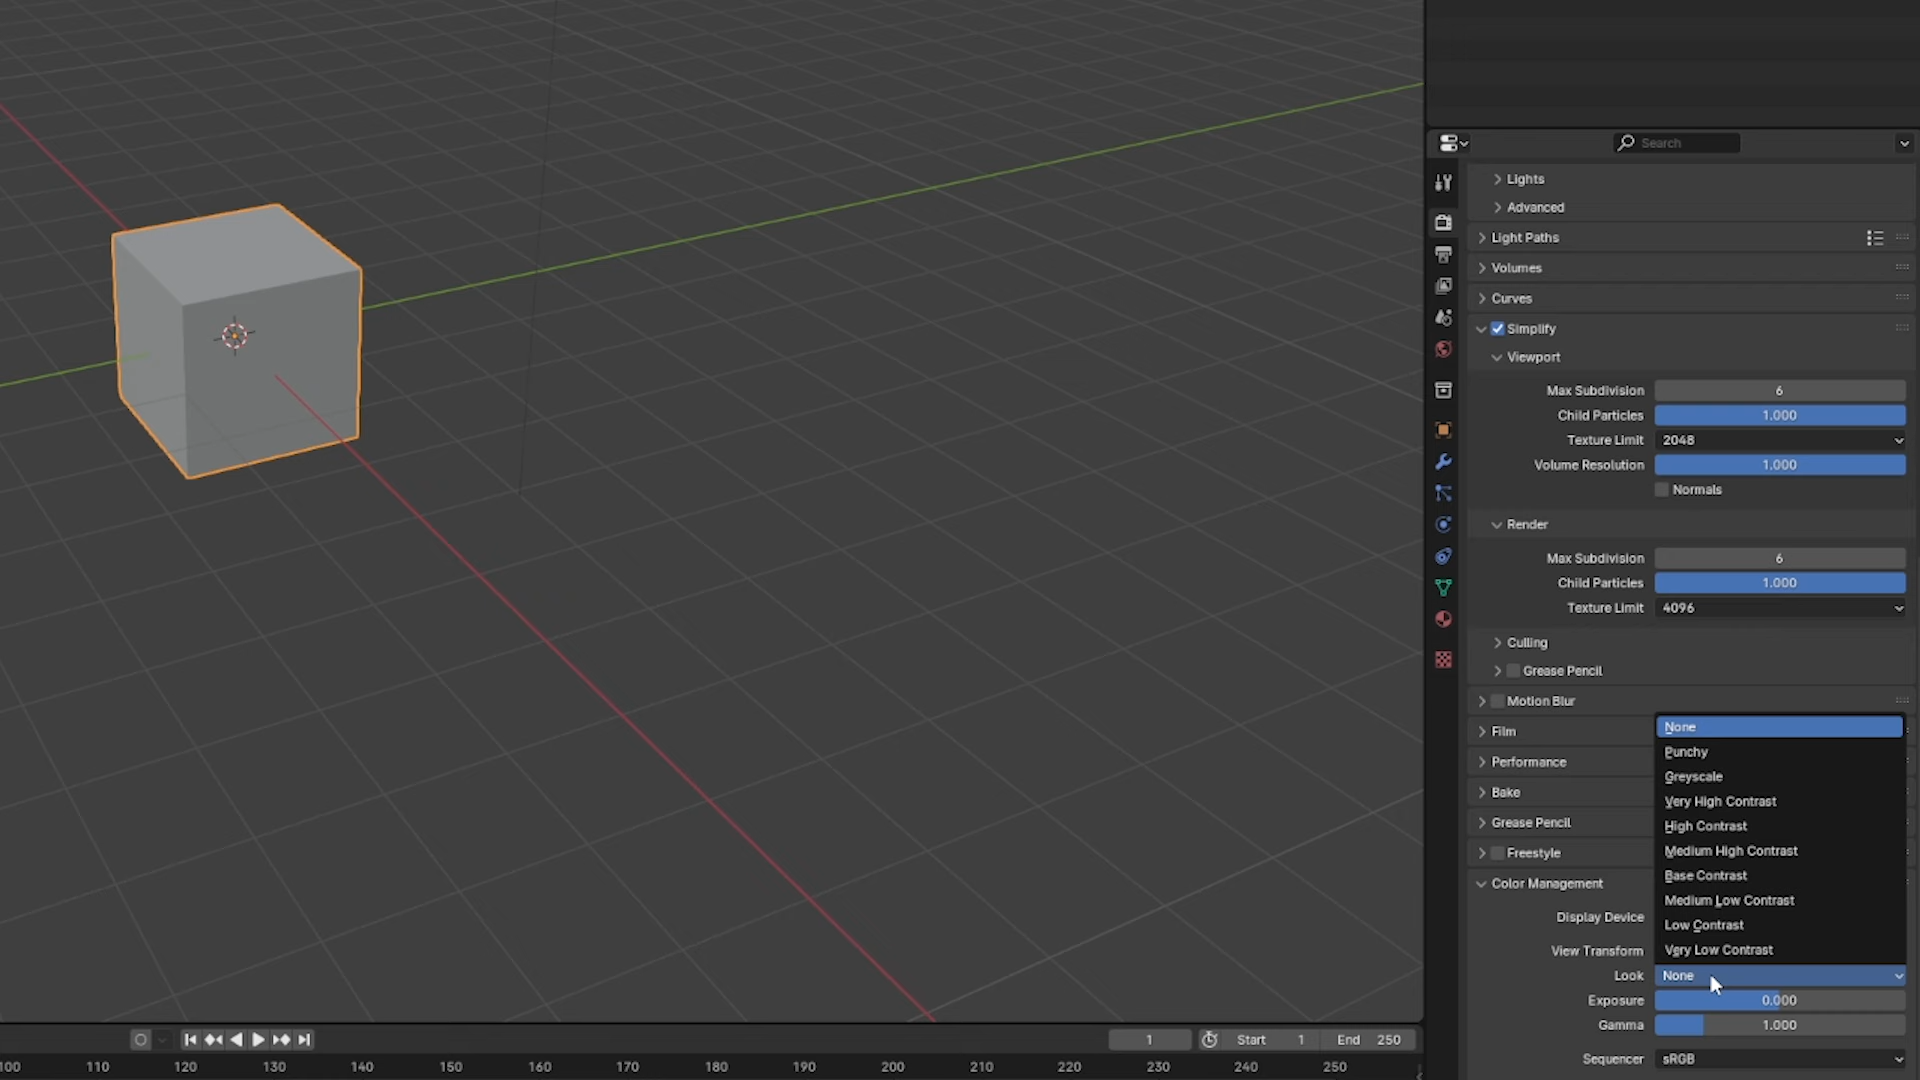 Search
Lights
Advanced
Light Paths
Volumes
Curves
Simplify
Viewport
Max Subdivision 6
Child Particles 1.000
Texture Limit 2048
Volume Resolution 1.000
Normals
Render
Max Subdivision 6
Child Particles 1.000
Texture Limit 4096
Culling
Grease Pencil
Motion Blur
Film
Performance
Bake
Grease Pencil
Freestyle
Color Management
Display Device
View Transform
None
Punchy
Greyscale
Very High Contrast
High Contrast
Medium High Contrast
Base Contrast
Medium Low Contrast
Low Contrast
Very Low Contrast
Look None
Exposure 0.000
Gamma 1.000
Sequencer sRGB
1 Start 1 End 250
100 110 120 130 140 150 160 170 180 190 200 210 220 230 240 250